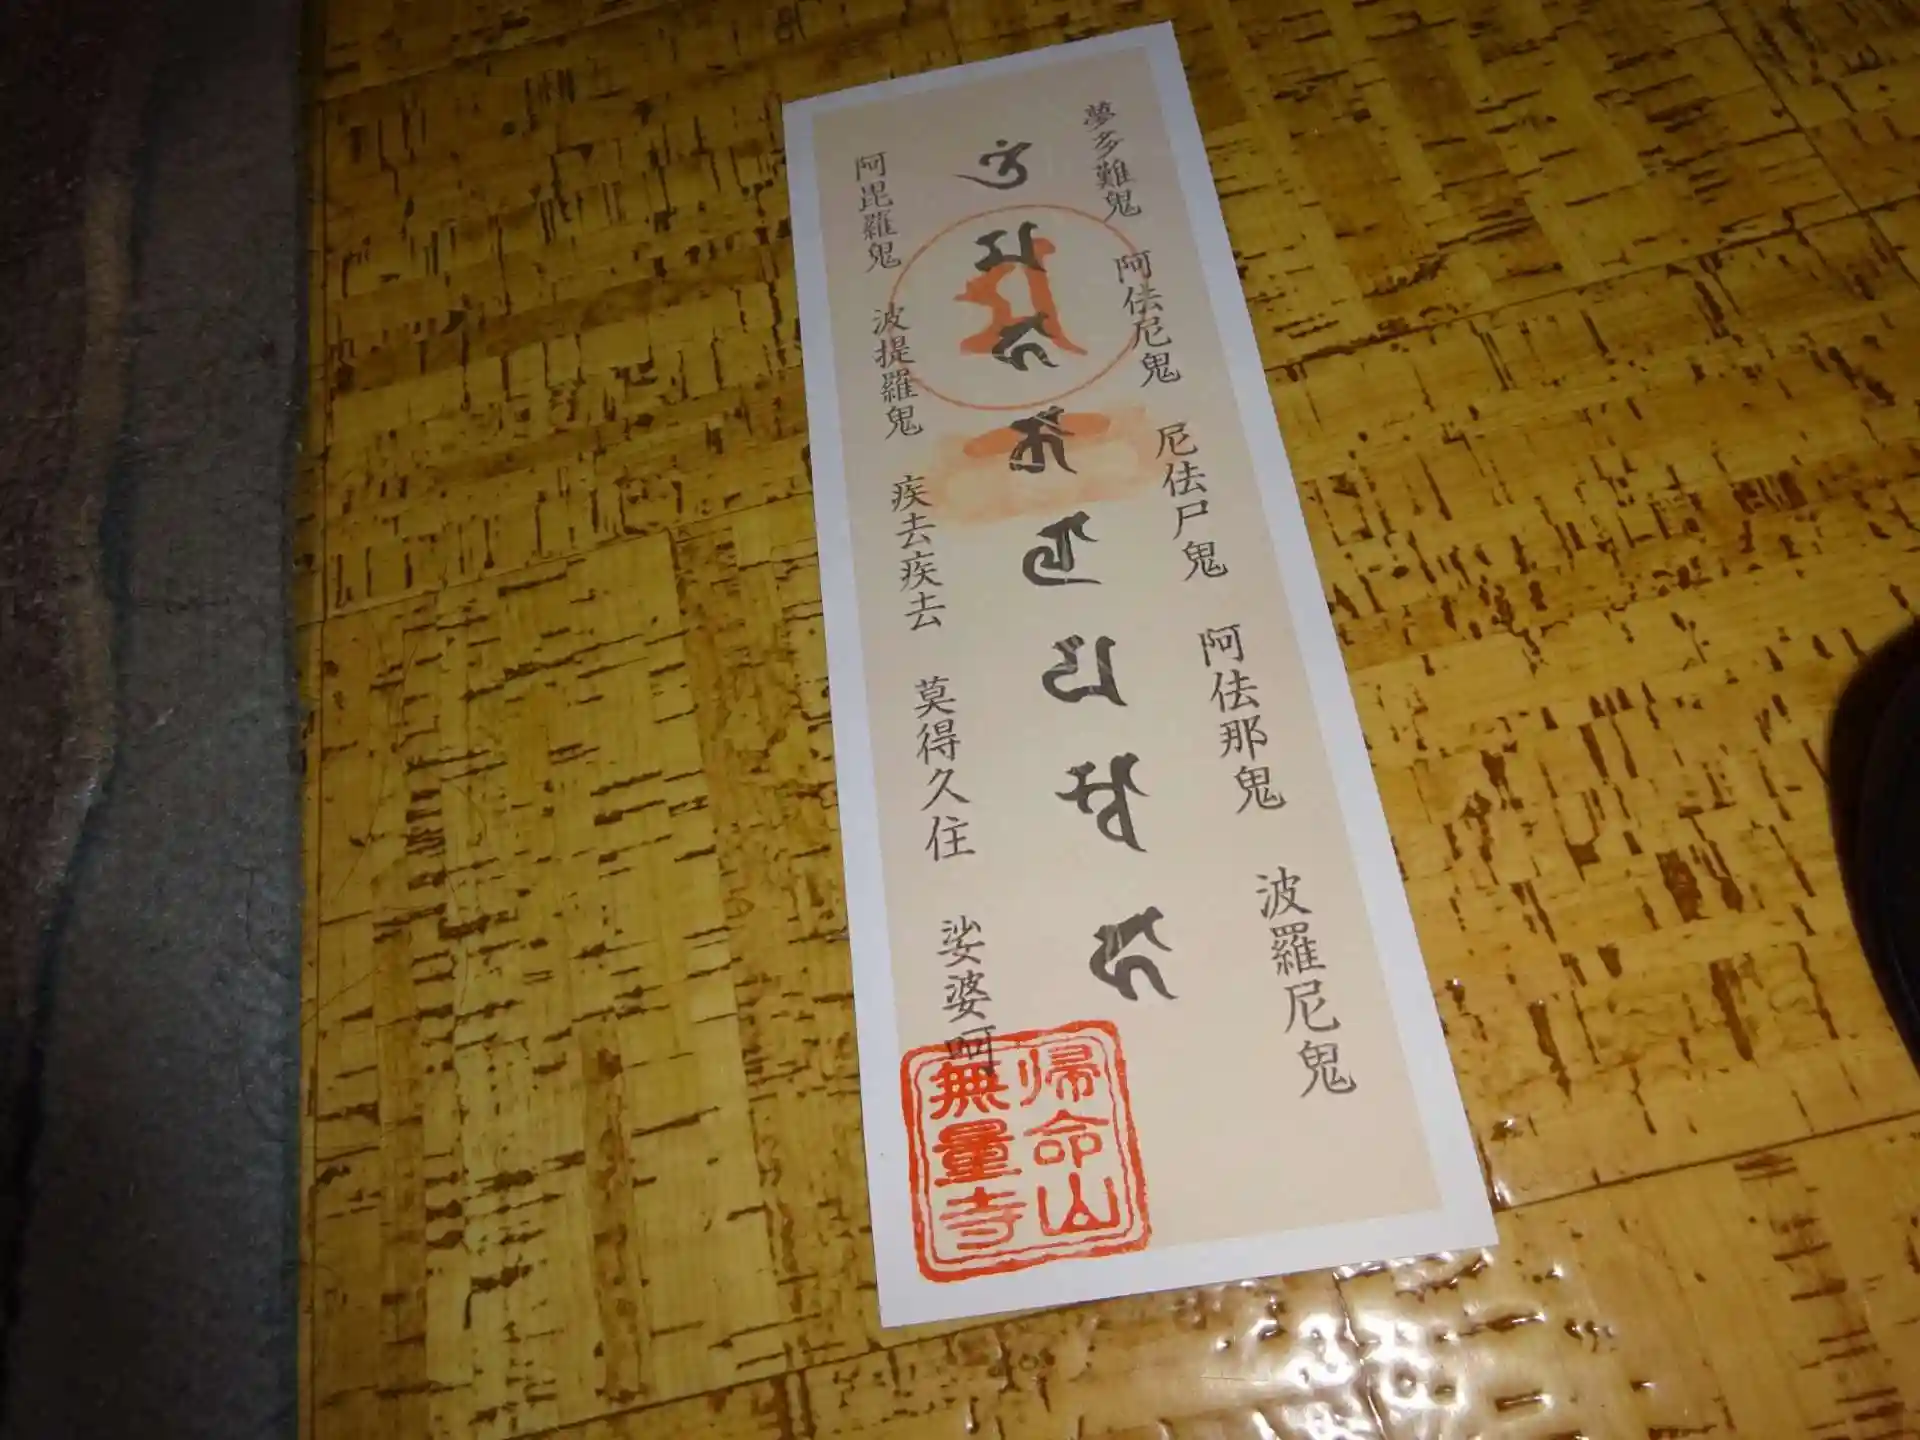 夢多難鬼 阿佉尼鬼 尼佉尸鬼 阿佉那鬼 波羅尼鬼
阿毘羅鬼 波提羅鬼 疾去疾去 莫得久住 娑婆呵
帰命山
無量寺